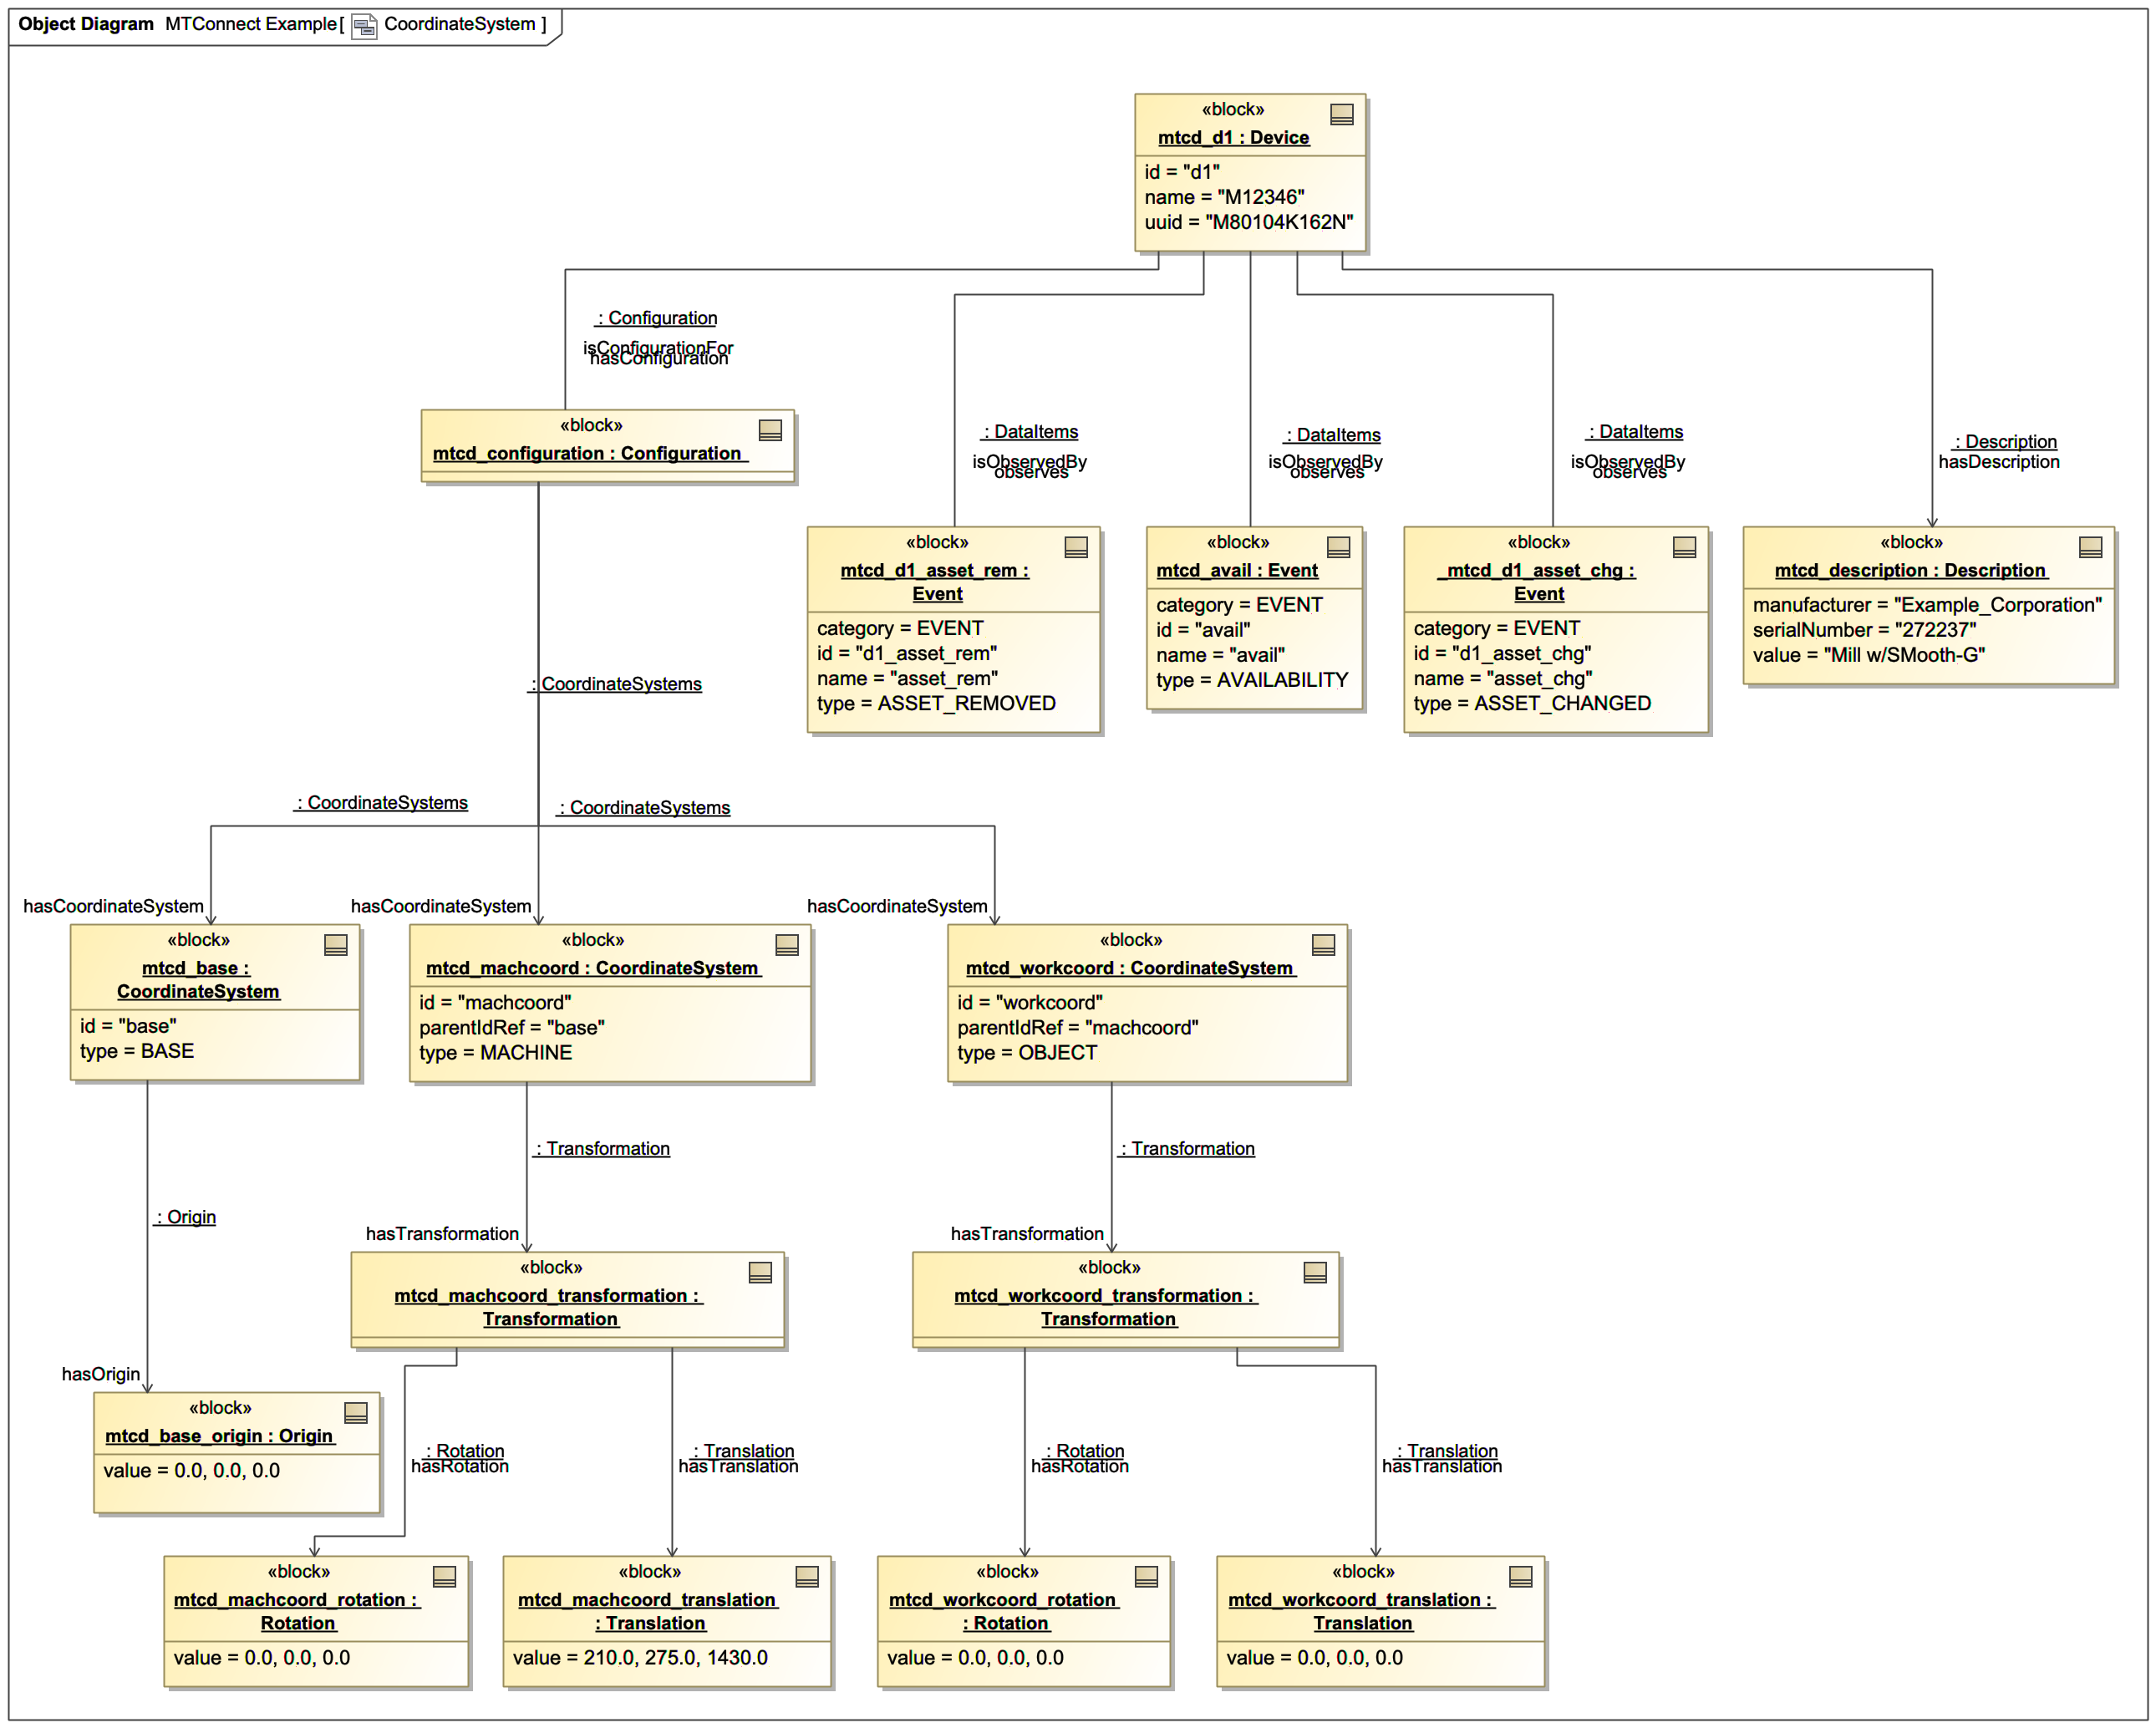 Object Diagram MTConnect Example[ CoordinateSystem ]
«block»
mtcd_d1 : Device
id = "d1"
name = "M12346"
uuid = "M80104K162N"
: Configuration
isConfigurationFor
hasConfiguration
«block»
mtcd_configuration : Configuration
: DataItems
isObservedBy
observes
: DataItems
isObservedBy
observes
: DataItems
isObservedBy
observes
: Description
hasDescription
«block»
mtcd_d1_asset_rem :
Event
category = EVENT
id = "d1_asset_rem"
name = "asset_rem"
type = ASSET_REMOVED
«block»
mtcd_avail : Event
category = EVENT
id = "avail"
name = "avail"
type = AVAILABILITY
«block»
_mtcd_d1_asset_chg :
Event
category = EVENT
id = "d1_asset_chg"
name = "asset_chg"
type = ASSET_CHANGED
«block»
mtcd_description : Description
manufacturer = "Example_Corporation"
serialNumber = "272237"
value = "Mill w/SMooth-G"
: CoordinateSystems
: CoordinateSystems
: CoordinateSystems
hasCoordinateSystem
hasCoordinateSystem
hasCoordinateSystem
«block»
mtcd_base :
CoordinateSystem
id = "base"
type = BASE
«block»
mtcd_machcoord : CoordinateSystem
id = "machcoord"
parentIdRef = "base"
type = MACHINE
«block»
mtcd_workcoord : CoordinateSystem
id = "workcoord"
parentIdRef = "machcoord"
type = OBJECT
: Transformation
: Transformation
: Origin
hasTransformation
hasTransformation
«block»
mtcd_machcoord_transformation :
Transformation
«block»
mtcd_workcoord_transformation :
Transformation
hasOrigin
«block»
mtcd_base_origin : Origin
value = 0.0, 0.0, 0.0
: Rotation
hasRotation
: Translation
hasTranslation
: Rotation
hasRotation
: Translation
hasTranslation
«block»
mtcd_machcoord_rotation :
Rotation
value = 0.0, 0.0, 0.0
«block»
mtcd_machcoord_translation
: Translation
value = 210.0, 275.0, 1430.0
«block»
mtcd_workcoord_rotation
: Rotation
value = 0.0, 0.0, 0.0
«block»
mtcd_workcoord_translation :
Translation
value = 0.0, 0.0, 0.0